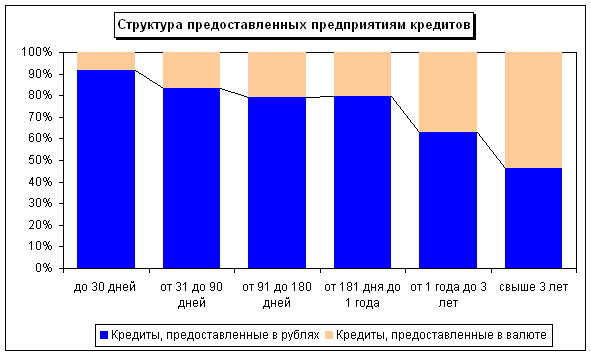 Структура предоставленных предприятиям кредитов
100%
90%
80%
70%
60%
50%
40%
30%
20%
10%
0%
до 30 дней
от 31 до 90
дней
от 91 до 180
дней
от 181 дня до
1 года
от 1 года до 3
лет
свыше 3 лет
Кредиты, предоставленные в рублях
Кредиты, предоставленные в валюте